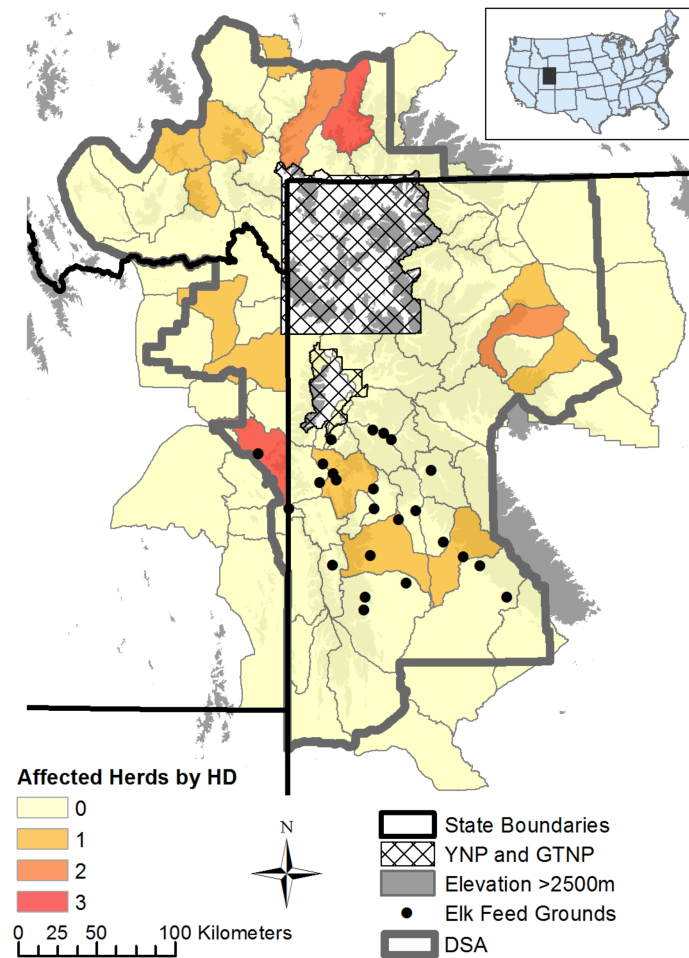 Affected Herds by HD
0
1
2
3
0 25 50 100 Kilometers
N
State Boundaries
YNP and GTNP
Elevation >2500m
Elk Feed Grounds
DSA